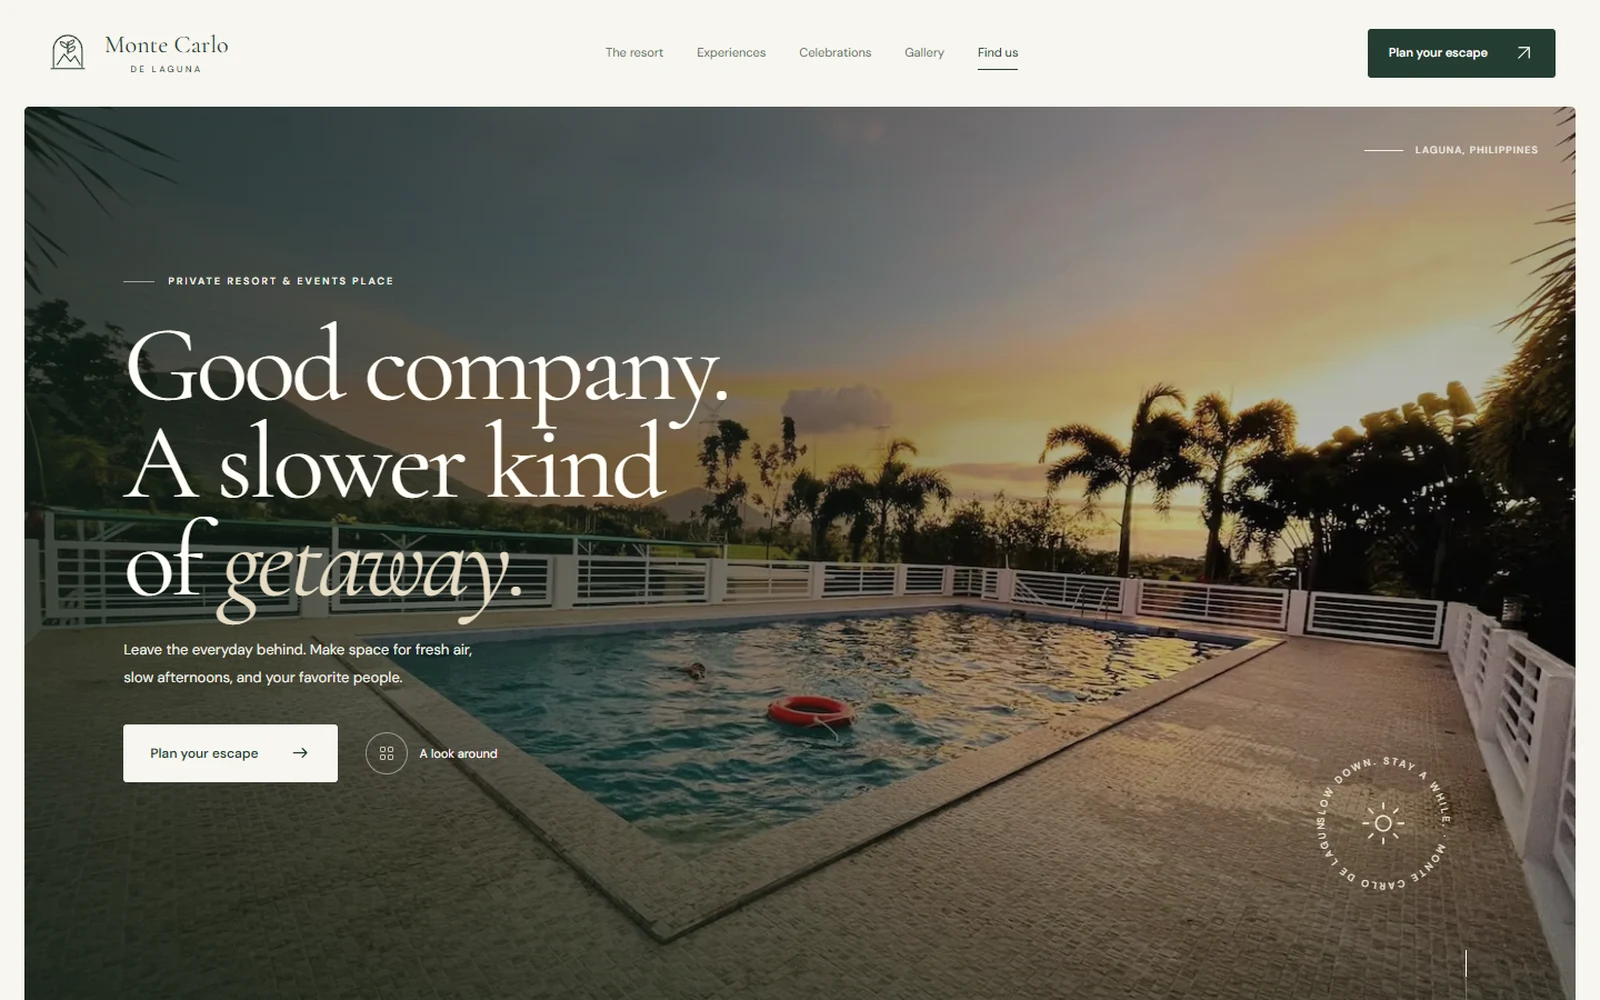 Monte Carlo
DE LAGUNA
The resort
Experiences
Celebrations
Gallery
Find us
Plan your escape
LAGUNA, PHILIPPINES
PRIVATE RESORT & EVENTS PLACE
Good company.
A slower kind
of getaway.
Leave the everyday behind. Make space for fresh air,
slow afternoons, and your favorite people.
Plan your escape
A look around
SLOW DOWN. STAY A WHILE. · MONTE CARLO DE LAGUN